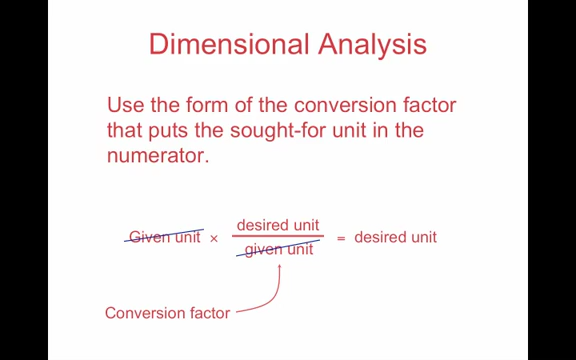 Dimensional Analysis
Use the form of the conversion factor
that puts the sought-for unit in the
numerator.
desired unit
Given unit × = desired unit
given unit
Conversion factor